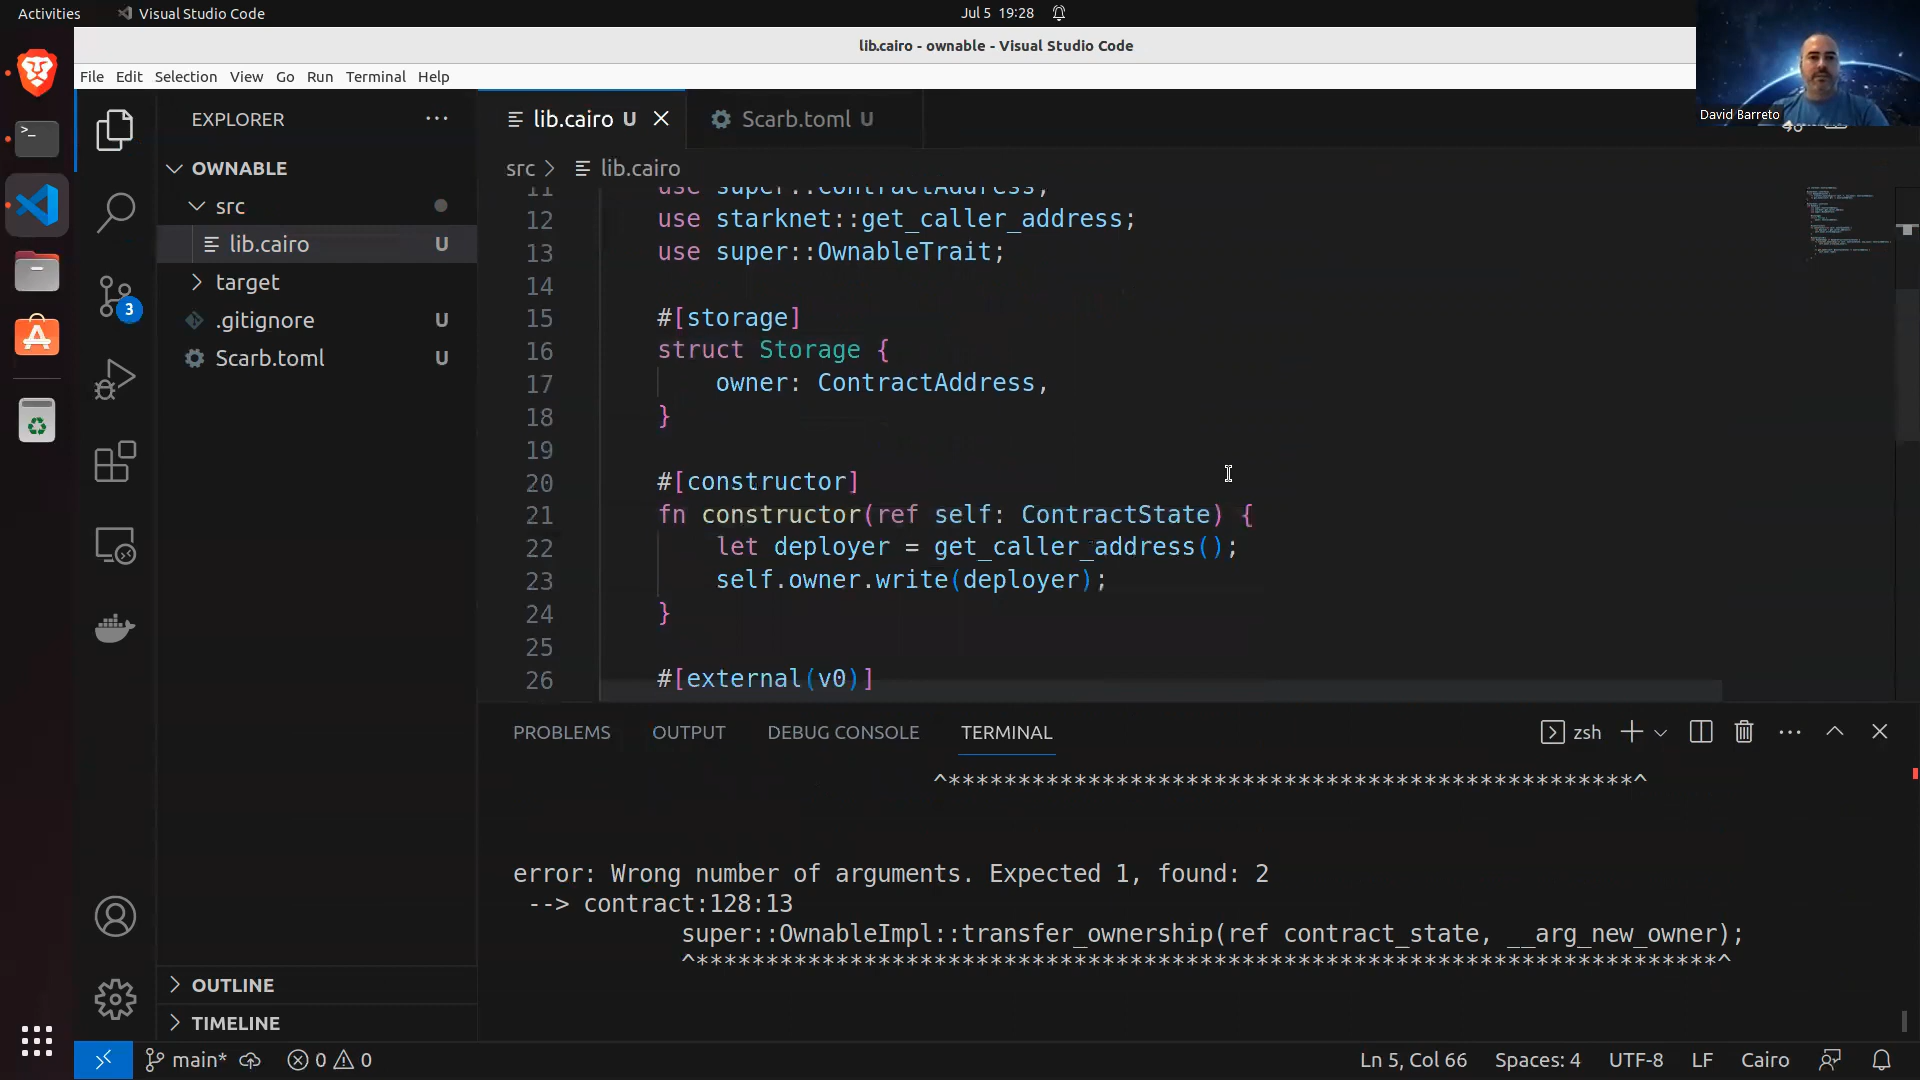 Activities
Visual Studio Code
Jul 5 19:28
lib.cairo - ownable - Visual Studio Code
David Barreto
File Edit Selection View Go Run Terminal Help
EXPLORER
OWNABLE
src
lib.cairo U
target
.gitignore U
Scarb.toml U
3
OUTLINE
TIMELINE
lib.cairo U
Scarb.toml U
src > lib.cairo
11 use super::ContractAddress;
12 use starknet::get_caller_address;
13 use super::OwnableTrait;
14
15 #[storage]
16 struct Storage {
17 owner: ContractAddress,
18 }
19
20 #[constructor]
21 fn constructor(ref self: ContractState) {
22 let deployer = get_caller_address();
23 self.owner.write(deployer);
24 }
25
26 #[external(v0)]
PROBLEMS OUTPUT DEBUG CONSOLE TERMINAL
zsh
^**************************************************^
error: Wrong number of arguments. Expected 1, found: 2
--> contract:128:13
super::OwnableImpl::transfer_ownership(ref contract_state, __arg_new_owner);
^**************************************************************************^
main* 0 0
Ln 5, Col 66 Spaces: 4 UTF-8 LF Cairo